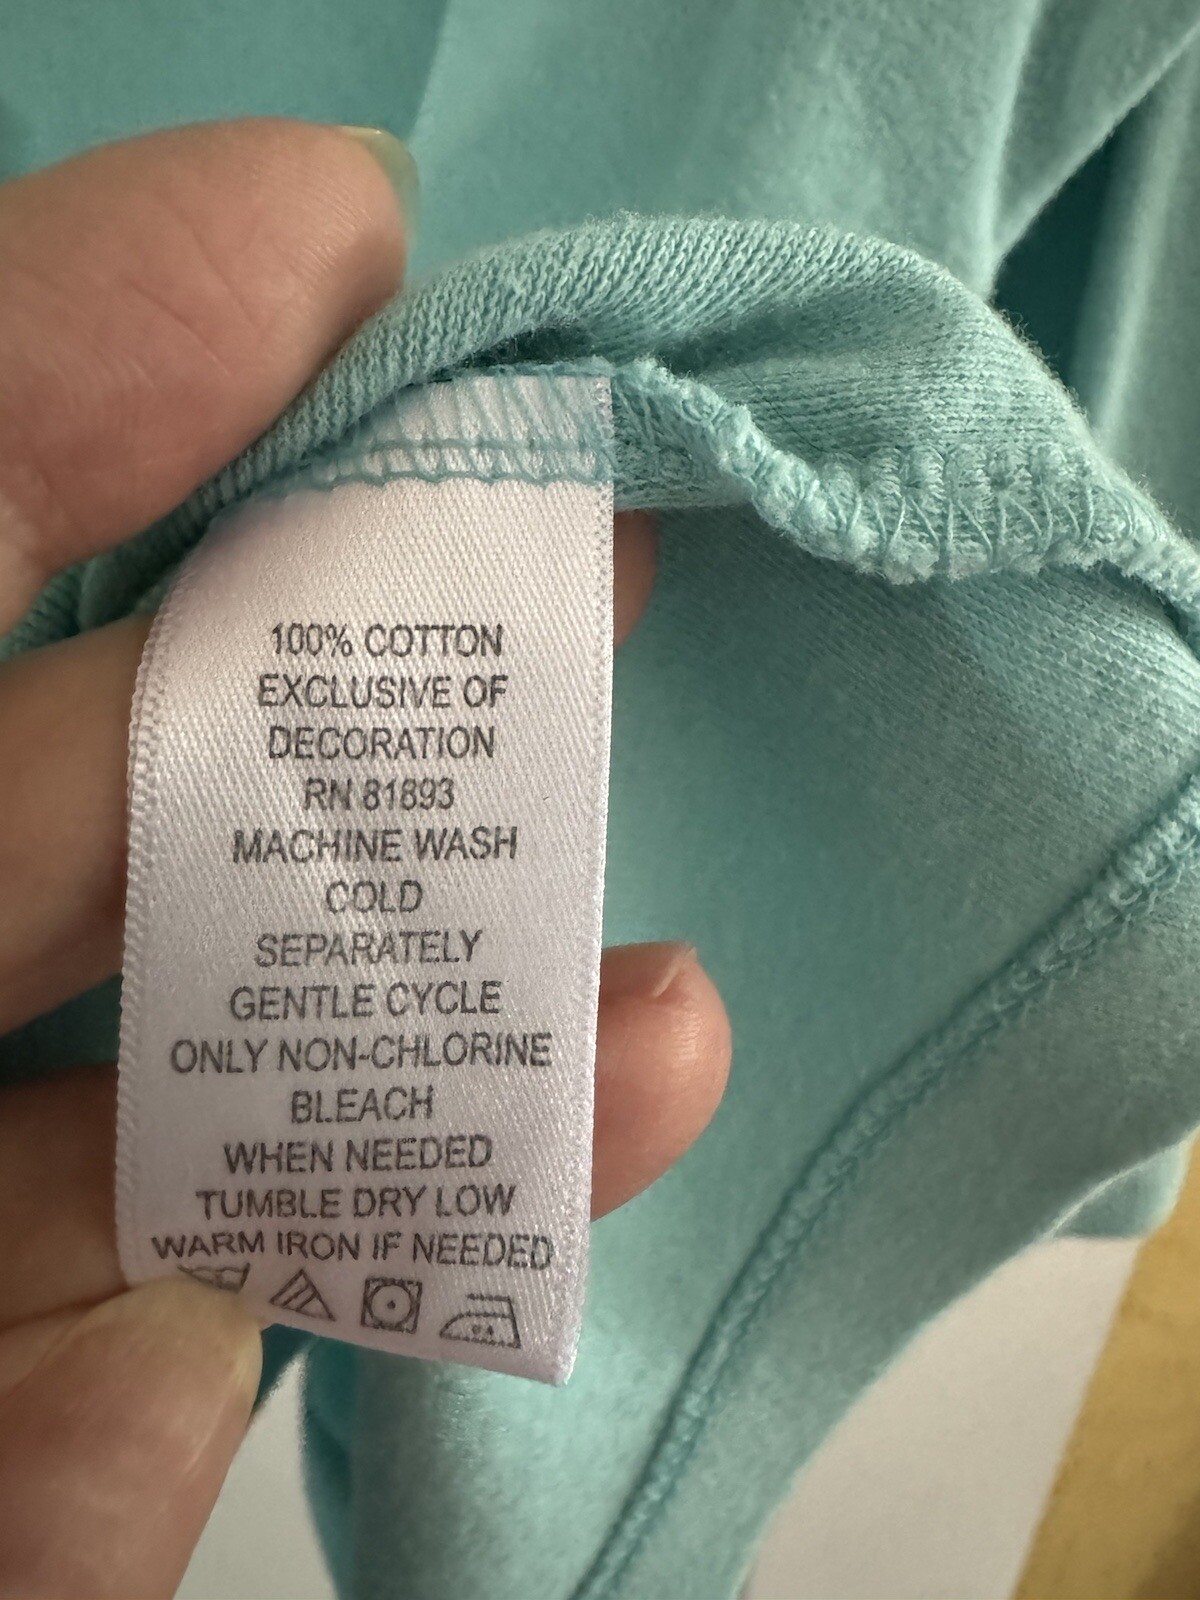 100% COTTON
EXCLUSIVE OF
DECORATION
RN 81893
MACHINE WASH
COLD
SEPARATELY
GENTLE CYCLE
ONLY NON-CHLORINE
BLEACH
WHEN NEEDED
TUMBLE DRY LOW
WARM IRON IF NEEDED